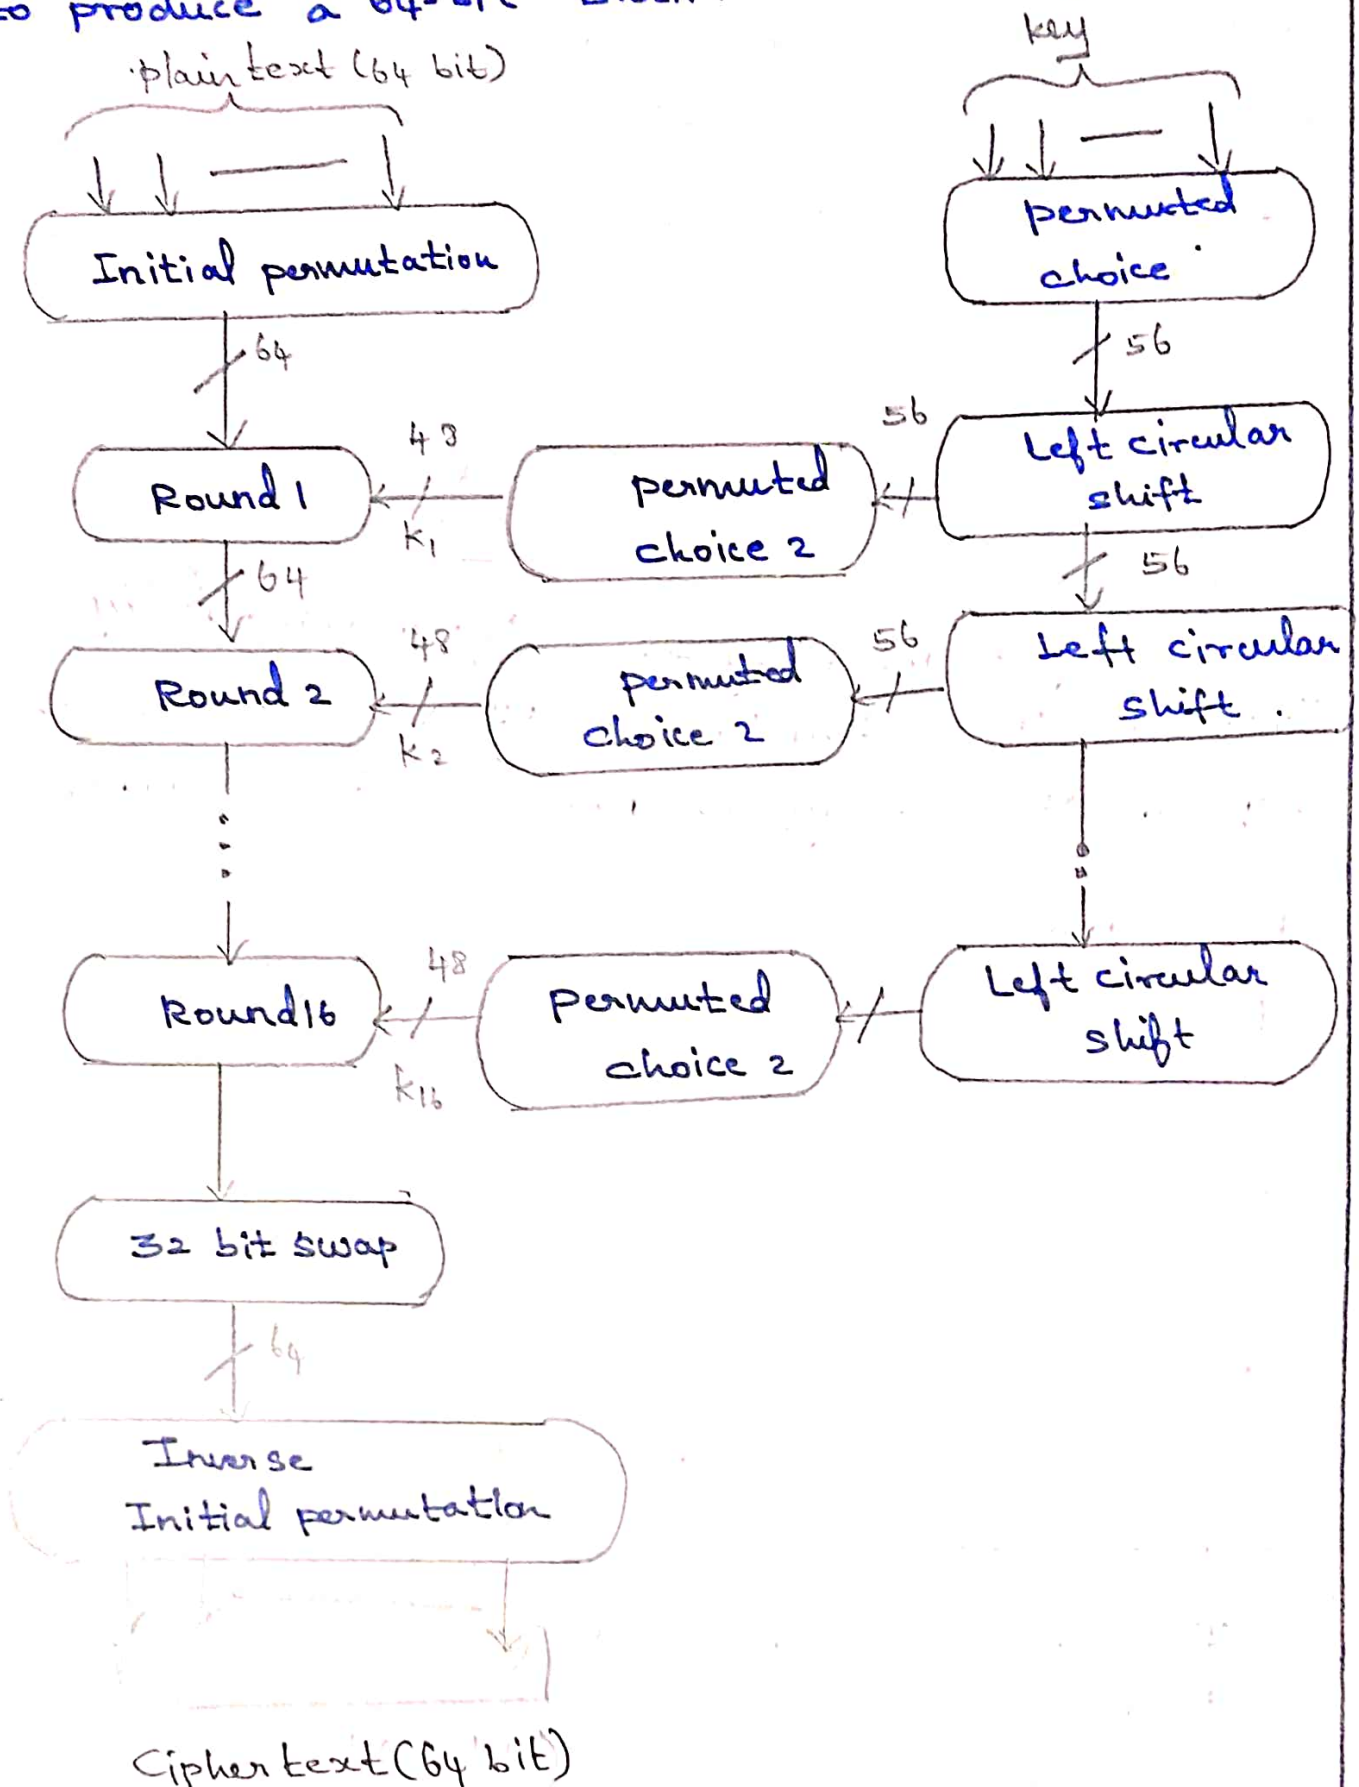 to produce a 64-bit
plain text (64 bit)
key
Initial permutation
permuted
choice
64
56
Round 1
48
K1
permuted
choice 2
56
Left circular
shift
64
56
Round 2
48
K2
permuted
choice 2
56
Left circular
shift.
Round 16
48
K16
Permuted
choice 2
Left circular
shift
32 bit swap
64
Inverse
Initial permutation
Cipher text (64 bit)